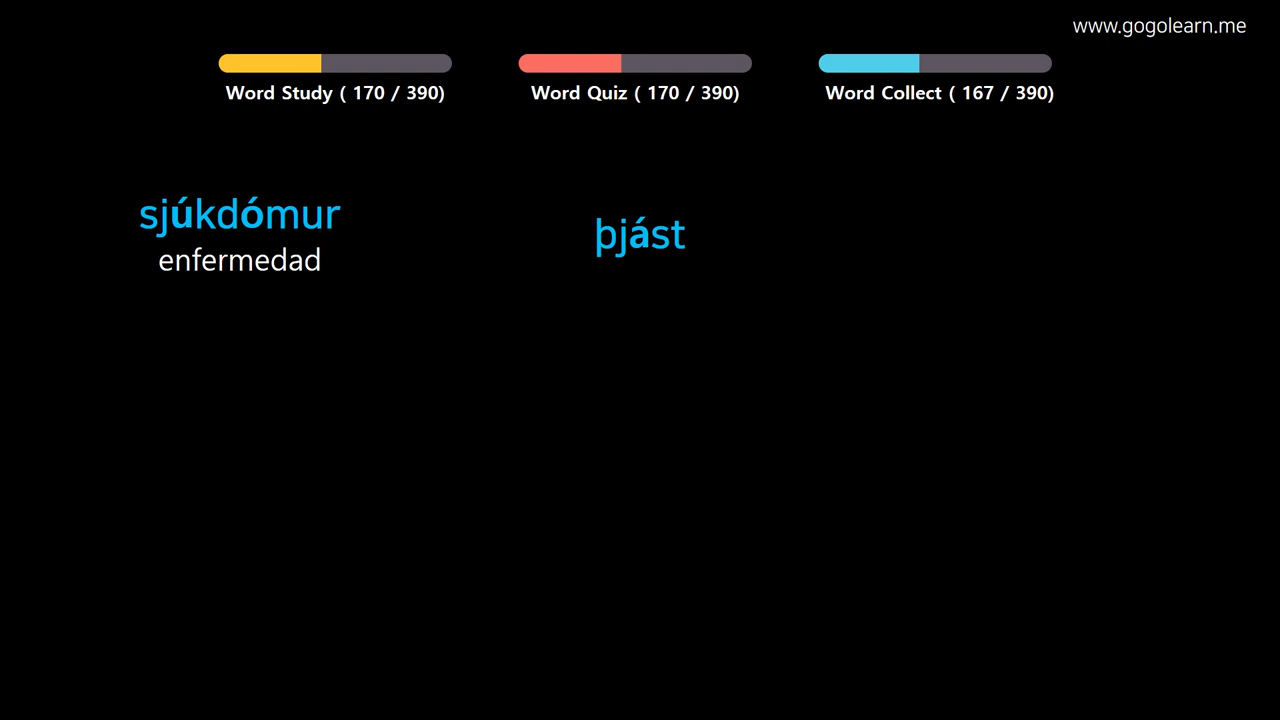 www.gogolearn.me
Word Study ( 170 / 390)
Word Quiz ( 170 / 390)
Word Collect ( 167 / 390)
sjúkdómur
enfermedad
þjást